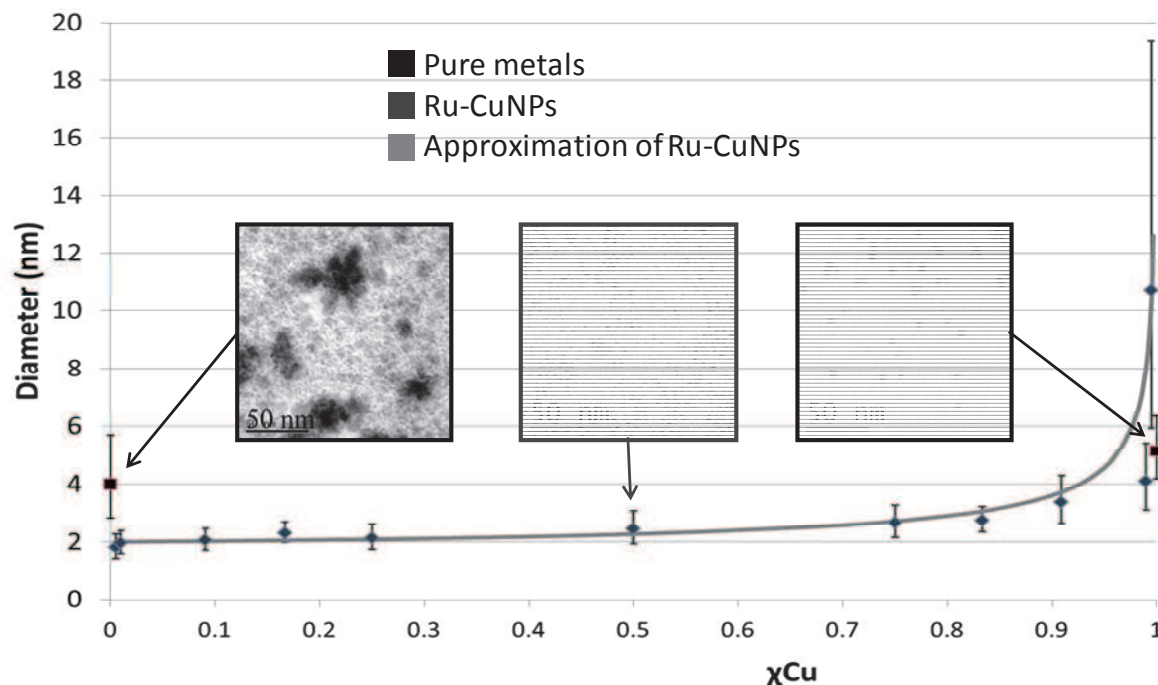 20
18
16
14
12
10
8
6
4
2
0
Diameter (nm)
Pure metals
Ru-CuNPs
Approximation of Ru-CuNPs
50 nm
0 0.1 0.2 0.3 0.4 0.5 0.6 0.7 0.8 0.9 1
χCu